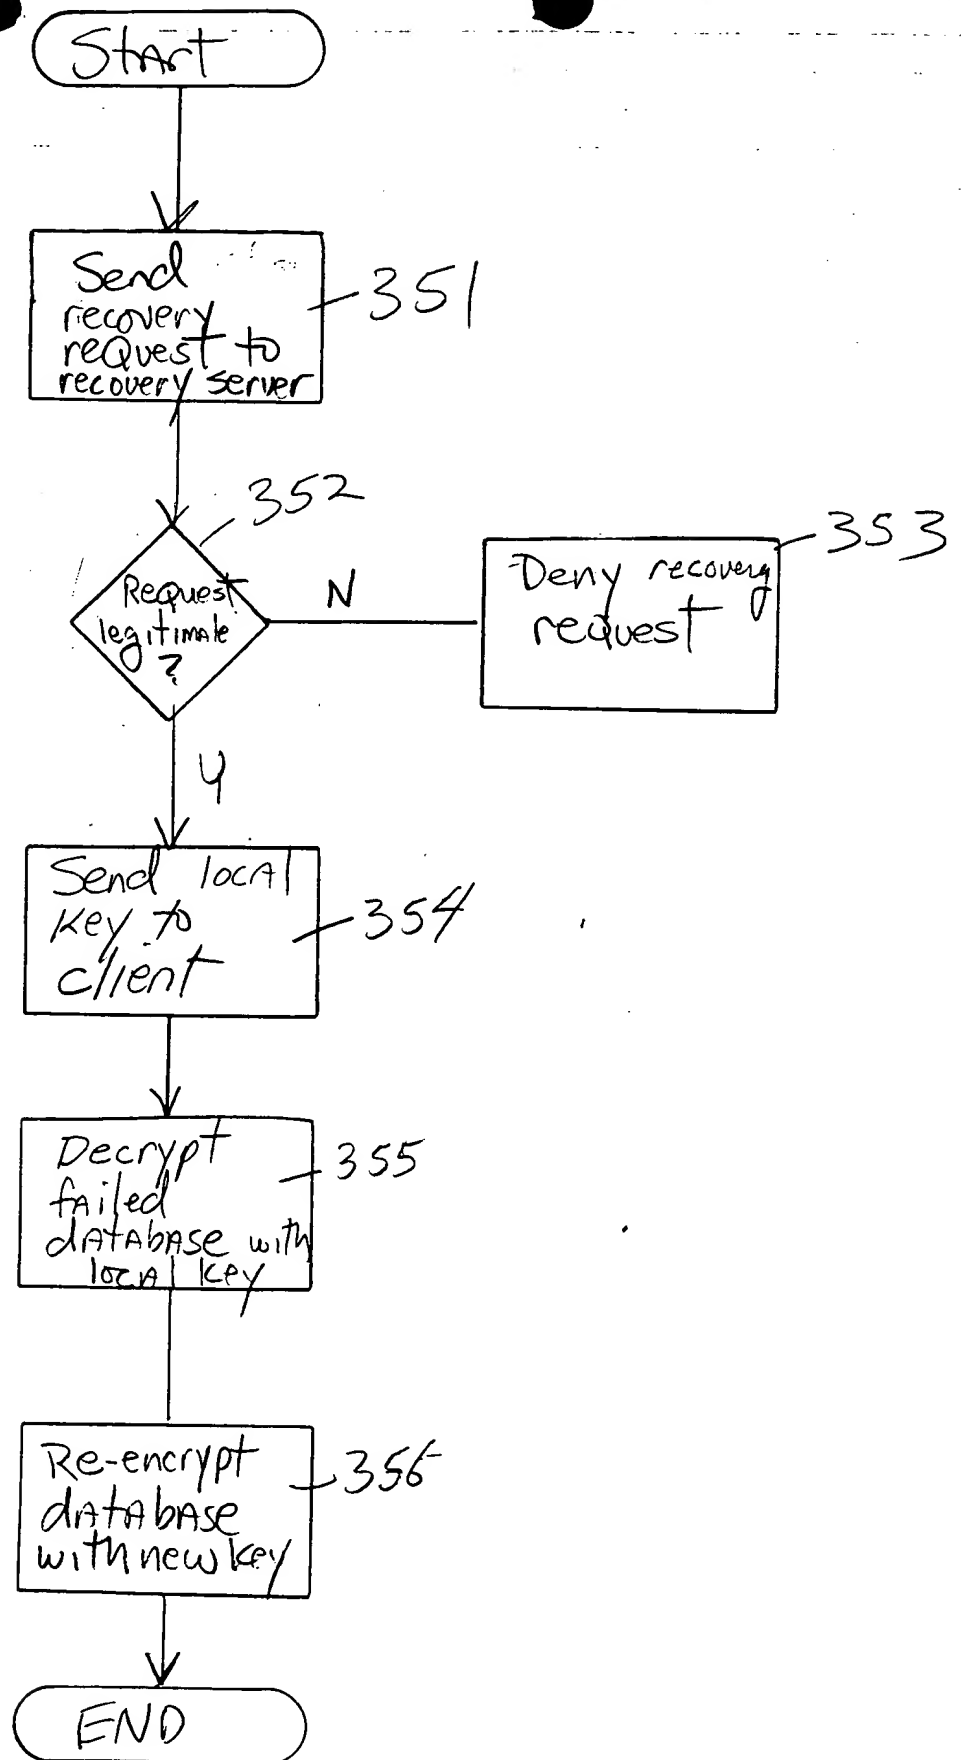 Start
Send
recovery
request to
recovery server
351
352
Request
legitimate
?
N
353
Deny recovery
request
Y
Send local
key to
client
354
Decrypt
failed
database with
local key
355
Re-encrypt
database
with new key
356
END